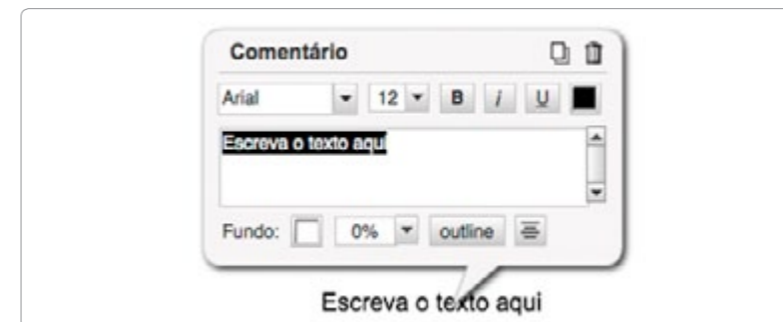 Comentário
Arial 12 B i U
Escreva o texto aqui
Fundo: 0% outline
Escreva o texto aqui